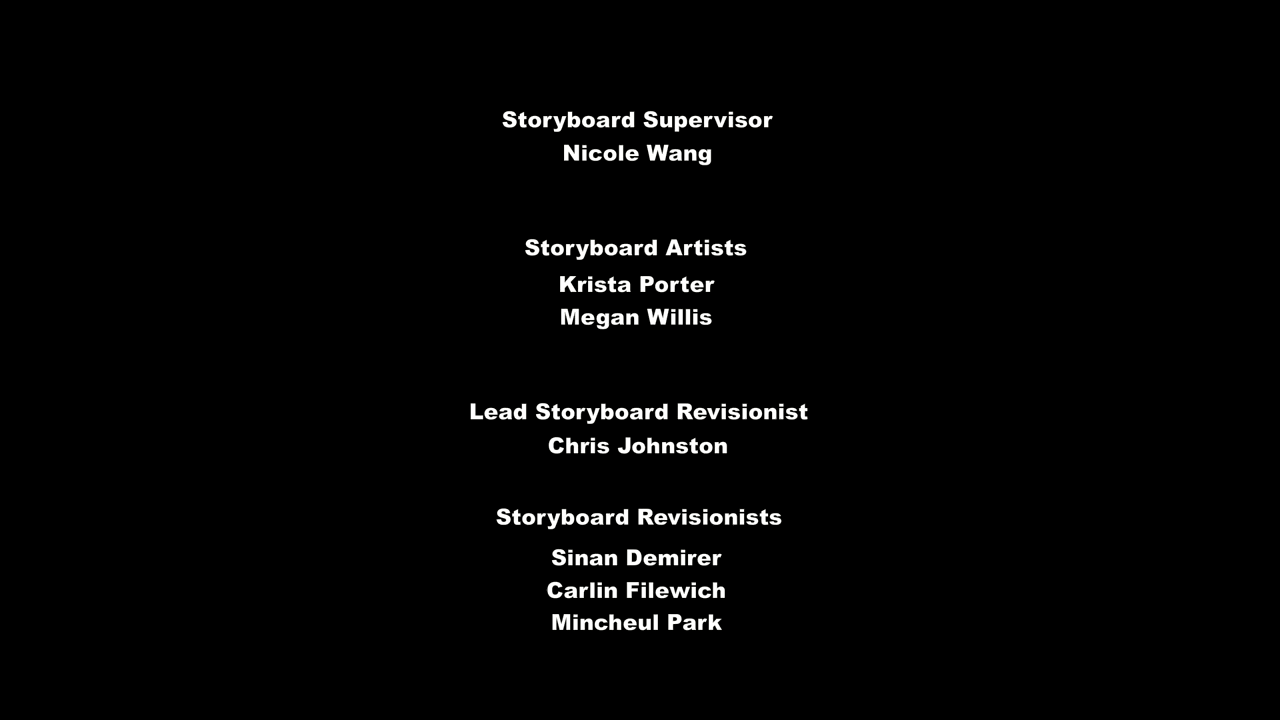 Storyboard Supervisor
Nicole Wang
Storyboard Artists
Krista Porter
Megan Willis
Lead Storyboard Revisionist
Chris Johnston
Storyboard Revisionists
Sinan Demirer
Carlin Filewich
Mincheul Park